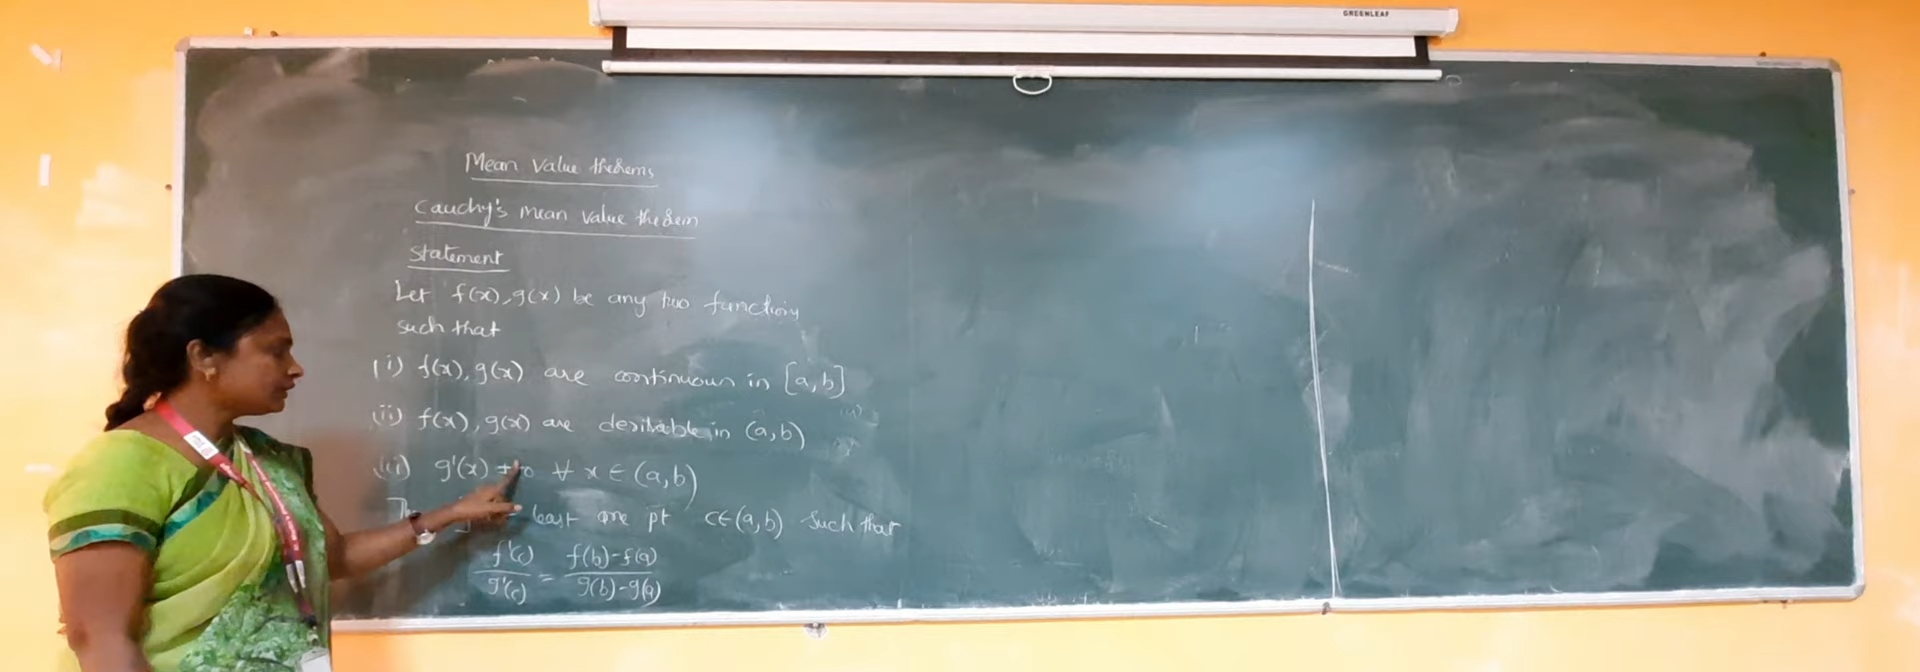 GREENLEAF
Mean Value theorems
Cauchy's mean value theorem
Statement
Let f(x), g(x) be any two functions
such that
(i) f(x), g(x) are continuous in [a,b]
(ii) f(x), g(x) are derivable in (a,b)
(iii) g'(x) ≠ 0 ∀ x ∈ (a,b)
least one pt c∈(a,b) such that
f'(c)/g'(c) = f(b)-f(a)/g(b)-g(a)